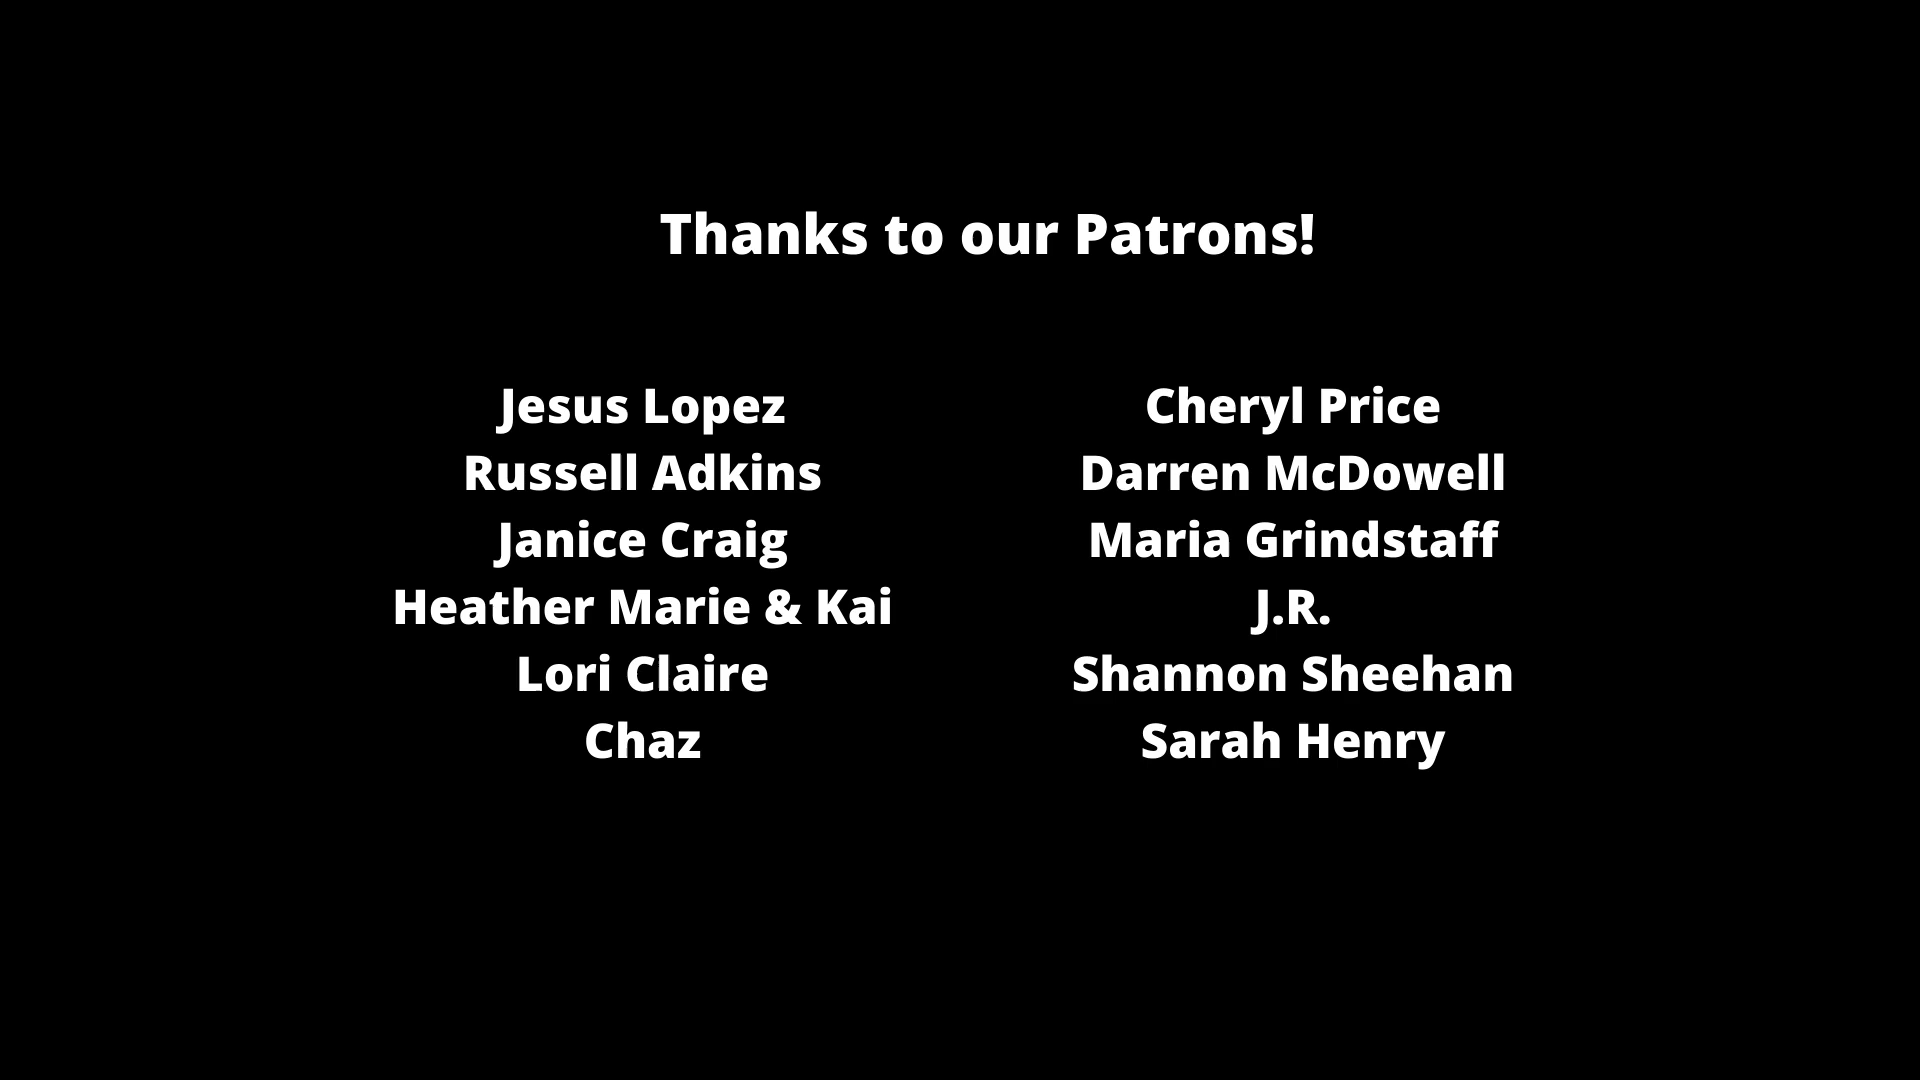 Thanks to our Patrons!
Jesus Lopez
Russell Adkins
Janice Craig
Heather Marie & Kai
Lori Claire
Chaz
Cheryl Price
Darren McDowell
Maria Grindstaff
J.R.
Shannon Sheehan
Sarah Henry